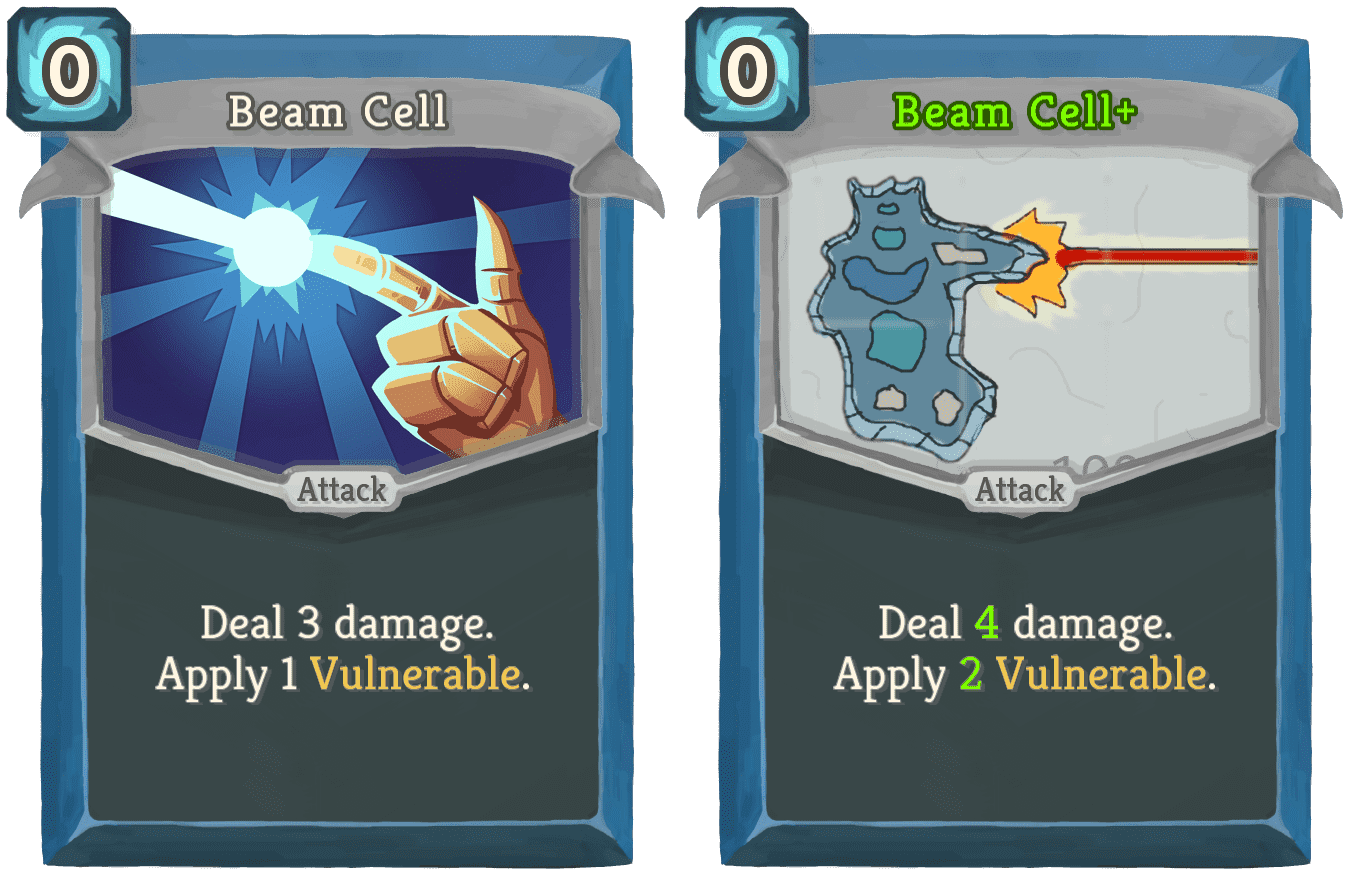 0
Beam Cell
Attack
Deal 3 damage.
Apply 1 Vulnerable.
0
Beam Cell+
Attack
Deal 4 damage.
Apply 2 Vulnerable.